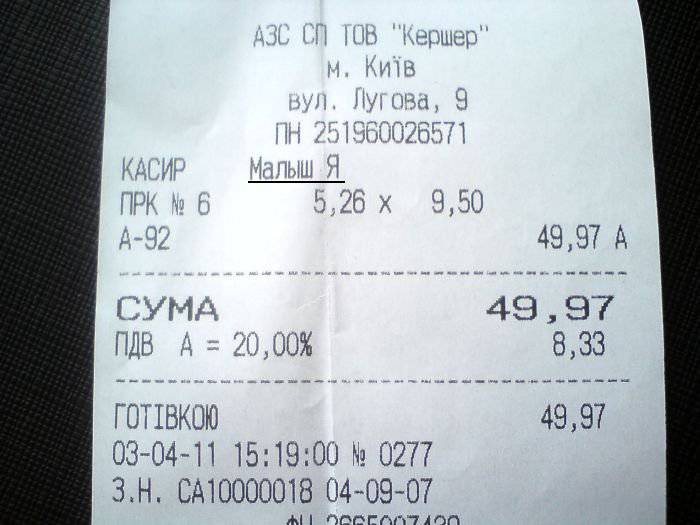 АЗС СП ТОВ "Кершер"
м. Київ
вул. Лугова, 9
ПН 251960026571
КАСИР Малыш Я
ПРК № 6 5,26 x 9,50
А-92 49,97 А
СУМА 49,97
ПДВ А = 20,00% 8,33
ГОТІВКОЮ 49,97
03-04-11 15:19:00 № 0277
З.Н. СА10000018 04-09-07